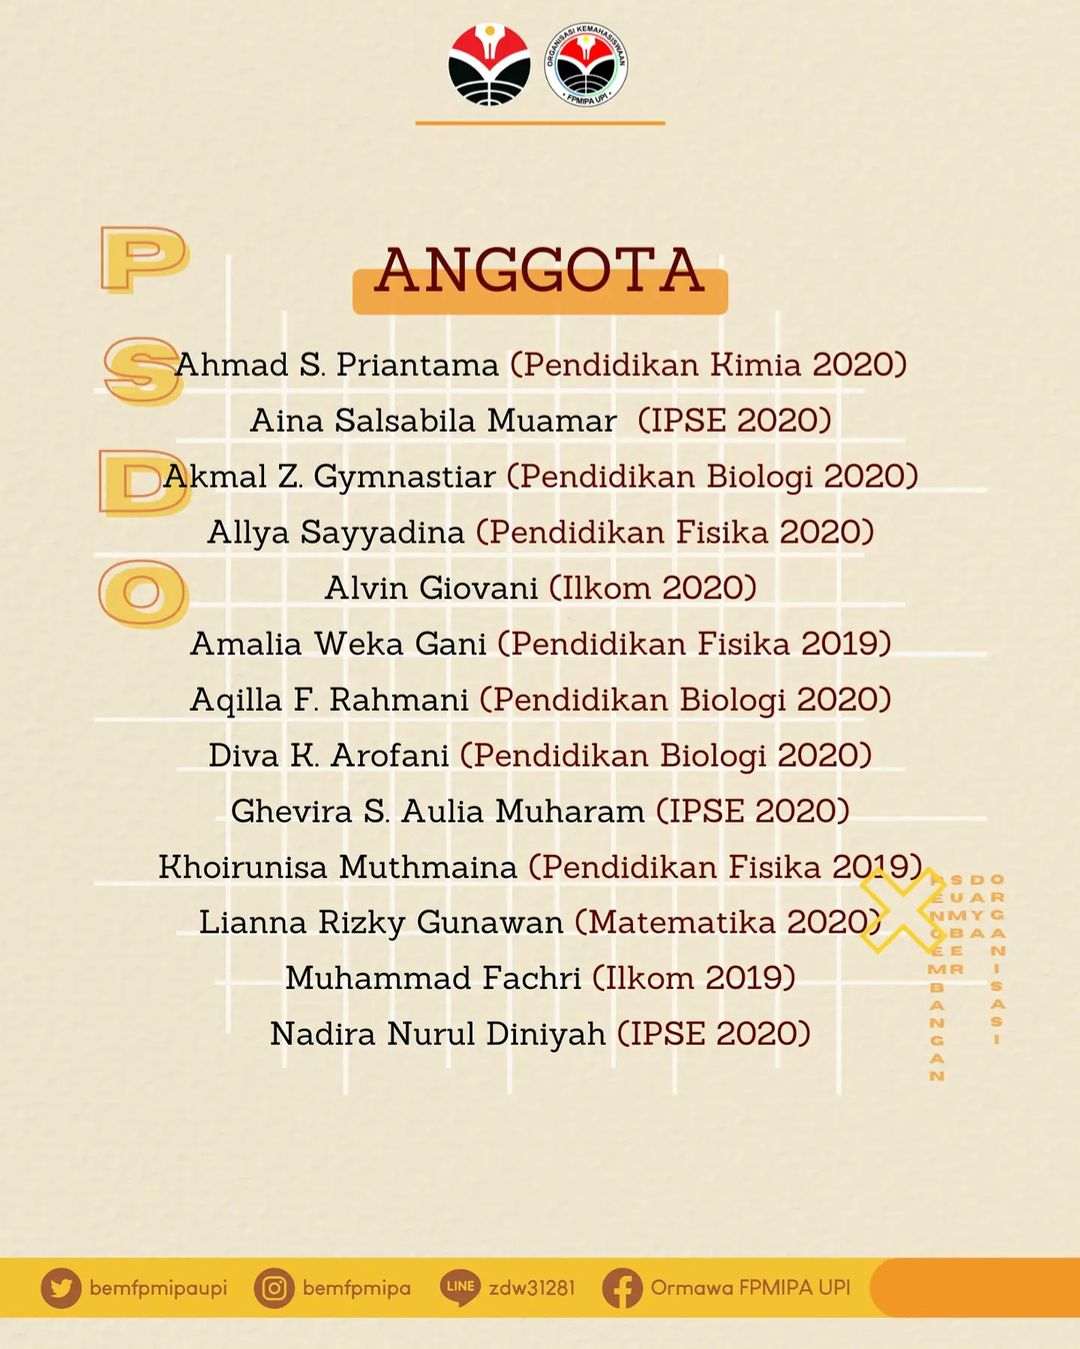 ORGANISASI KEMAHASISWAAN
FPMIPA UPI
PSDO
ANGGOTA
Ahmad S. Priantama (Pendidikan Kimia 2020)
Aina Salsabila Muamar (IPSE 2020)
Akmal Z. Gymnastiar (Pendidikan Biologi 2020)
Allya Sayyadina (Pendidikan Fisika 2020)
Alvin Giovani (Ilkom 2020)
Amalia Weka Gani (Pendidikan Fisika 2019)
Aqilla F. Rahmani (Pendidikan Biologi 2020)
Diva K. Arofani (Pendidikan Biologi 2020)
Ghevira S. Aulia Muharam (IPSE 2020)
Khoirunisa Muthmaina (Pendidikan Fisika 2019)
Lianna Rizky Gunawan (Matematika 2020)
Muhammad Fachri (Ilkom 2019)
Nadira Nurul Diniyah (IPSE 2020)
PENGEMBANGAN
SUMBER
DAYA
ORGANISASI
bemfpmipaupi
bemfpmipa
LINE zdw31281
Ormawa FPMIPA UPI